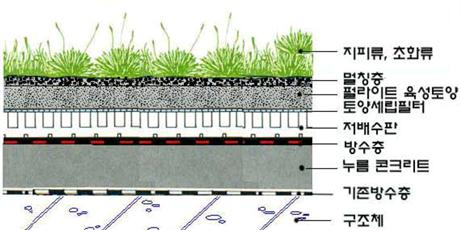 지피류, 초화류
멀칭층
펄라이트 육성토양
토양세립필터
저배수판
방수층
누름 콘크리트
기존방수층
구조체